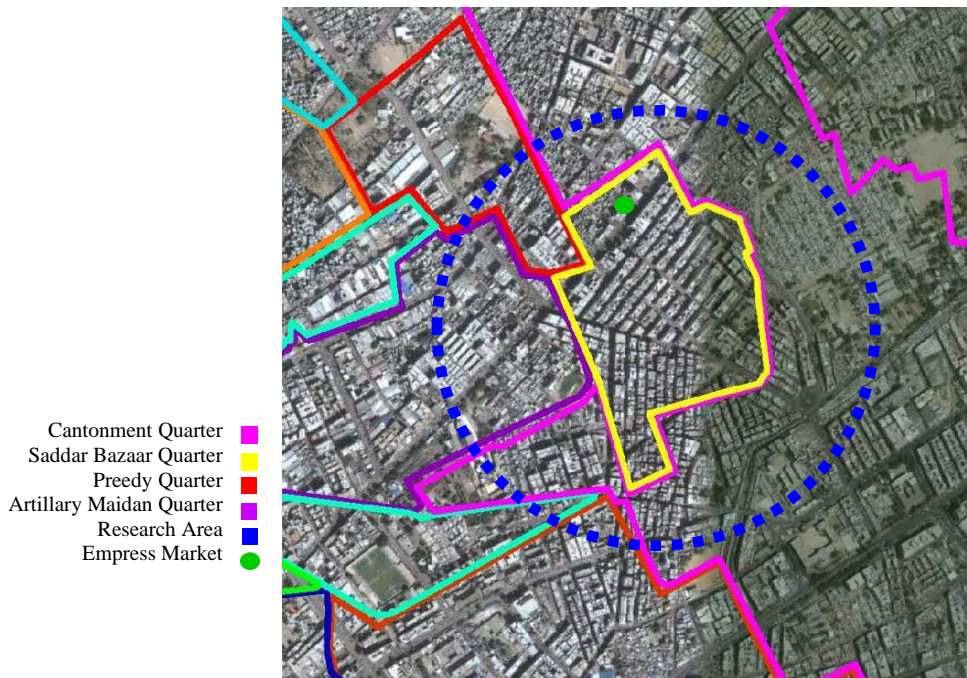 Cantonment Quarter
Saddar Bazaar Quarter
Preedy Quarter
Artillary Maidan Quarter
Research Area
Empress Market